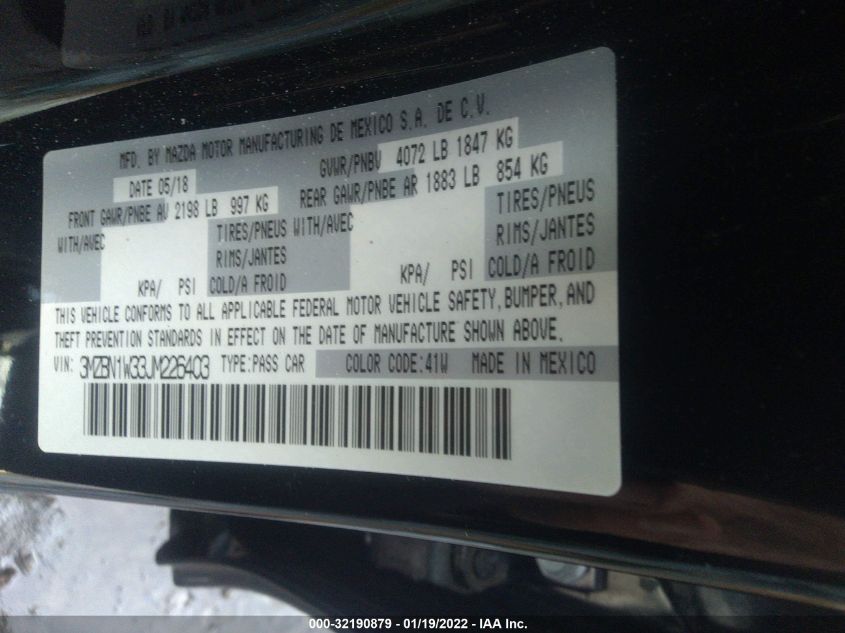 MFD. BY MAZDA MOTOR MANUFACTURING DE MEXICO S.A. DE C.V.
DATE 05/18 GVWR/PNBV 4072 LB 1847 KG
FRONT GAWR/PNBE AV 2198 LB 997 KG REAR GAWR/PNBE AR 1883 LB 854 KG
WITH/AVEC TIRES/PNEUS WITH/AVEC TIRES/PNEUS
RIMS/JANTES RIMS/JANTES
KPA/ PSI COLD/A FROID KPA/ PSI COLD/A FROID
THIS VEHICLE CONFORMS TO ALL APPLICABLE FEDERAL MOTOR VEHICLE SAFETY, BUMPER, AND
THEFT PREVENTION STANDARDS IN EFFECT ON THE DATE OF MANUFACTURE SHOWN ABOVE.
VIN: 3MZBN1W33JM226403 TYPE:PASS CAR COLOR CODE:41W MADE IN MEXICO
000-32190879 - 01/19/2022 - IAA Inc.